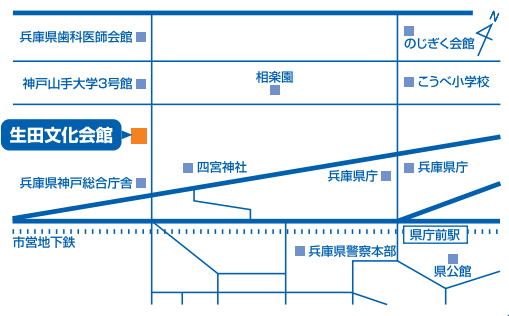 兵庫県歯科医師会館
のじぎく会館
N
神戸山手大学3号館
相楽園
こうべ小学校
生田文化会館
四宮神社
兵庫県庁
兵庫県庁
兵庫県神戸総合庁舎
県庁前駅
市営地下鉄
兵庫県警察本部
県公館